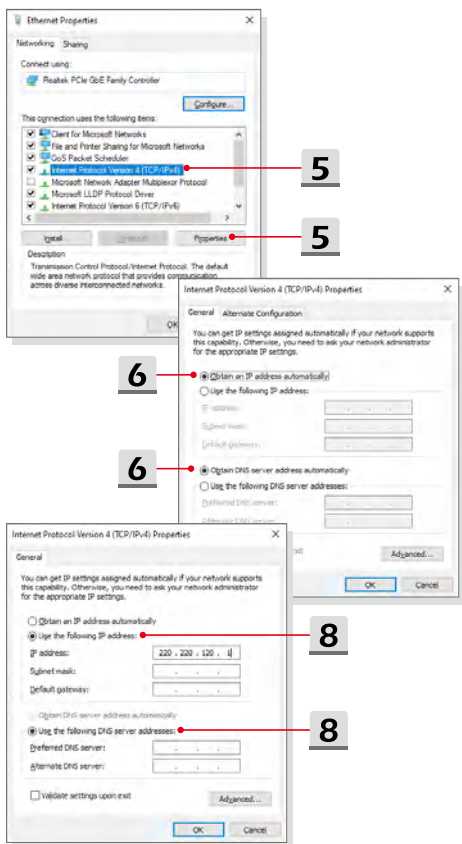 Ethernet Properties
Networking Sharing
Connect using:
Realtek PCIe GbE Family Controller
Configure...
This connection uses the following items:
Client for Microsoft Networks
File and Printer Sharing for Microsoft Networks
QoS Packet Scheduler
Internet Protocol Version 4 (TCP/IPv4)
5
Microsoft Network Adapter Multiplexor Protocol
Microsoft LLDP Protocol Driver
Internet Protocol Version 6 (TCP/IPv6)
Install... Uninstall Properties
5
Description
Transmission Control Protocol/Internet Protocol. The default
wide area network protocol that provides communication
across diverse interconnected networks.
OK
Internet Protocol Version 4 (TCP/IPv4) Properties
General Alternate Configuration
You can get IP settings assigned automatically if your network supports
this capability. Otherwise, you need to ask your network administrator
for the appropriate IP settings.
6
Obtain an IP address automatically
Use the following IP address:
IP address:
Subnet mask:
Default gateway:
6
Obtain DNS server address automatically
Use the following DNS server addresses:
Preferred DNS server:
Alternate DNS server:
exit
Advanced...
OK Cancel
Internet Protocol Version 4 (TCP/IPv4) Properties
General
You can get IP settings assigned automatically if your network supports
this capability. Otherwise, you need to ask your network administrator
for the appropriate IP settings.
Obtain an IP address automatically
Use the following IP address:
8
IP address: 220 . 220 . 120 . 1
Subnet mask: . . .
Default gateway: . . .
Obtain DNS server address automatically
Use the following DNS server addresses:
8
Preferred DNS server: . . .
Alternate DNS server: . . .
Validate settings upon exit
Advanced...
OK Cancel